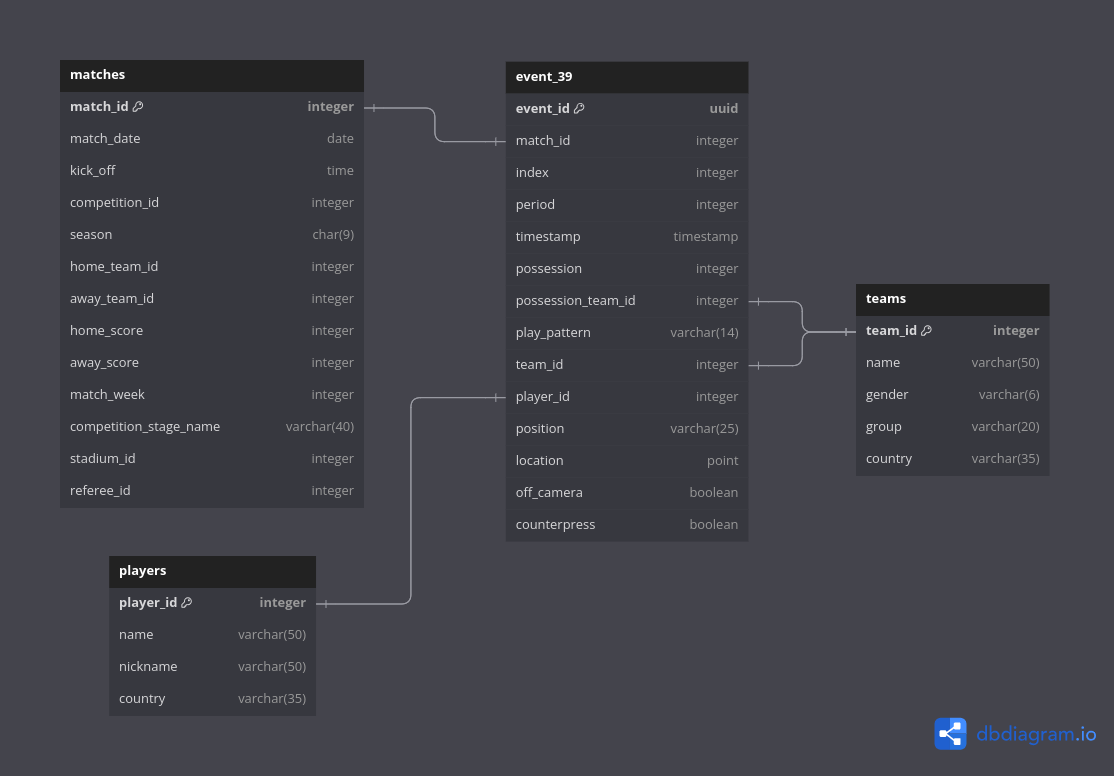 matches
match_id integer
match_date date
kick_off time
competition_id integer
season char(9)
home_team_id integer
away_team_id integer
home_score integer
away_score integer
match_week integer
competition_stage_name varchar(40)
stadium_id integer
referee_id integer
event_39
event_id uuid
match_id integer
index integer
period integer
timestamp timestamp
possession integer
possession_team_id integer
play_pattern varchar(14)
team_id integer
player_id integer
position varchar(25)
location point
off_camera boolean
counterpress boolean
teams
team_id integer
name varchar(50)
gender varchar(6)
group varchar(20)
country varchar(35)
players
player_id integer
name varchar(50)
nickname varchar(50)
country varchar(35)
dbdiagram.io